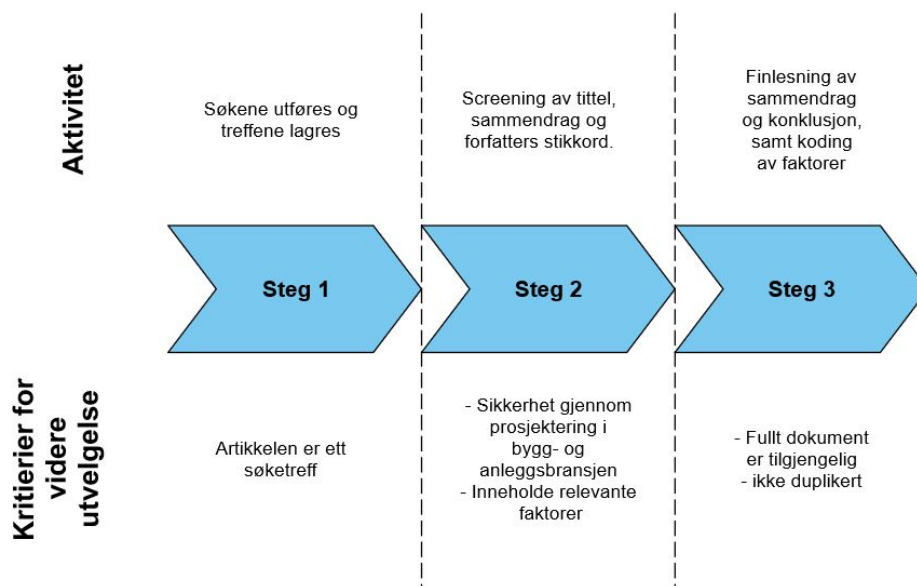 Aktivitet
Søkene utføres og
treffene lagres
Screening av tittel,
sammendrag og
forfatters stikkord.
Finlesning av
sammendrag
og konklusjon,
samt koding
av faktorer
Steg 1
Steg 2
Steg 3
Kritierier for
videre
utvelgelse
Artikkelen er ett
søketreff
- Sikkerhet gjennom
prosjektering i
bygg- og
anleggsbransjen
- Inneholde relevante
faktorer
- Fullt dokument
er tilgjengelig
- ikke duplikert